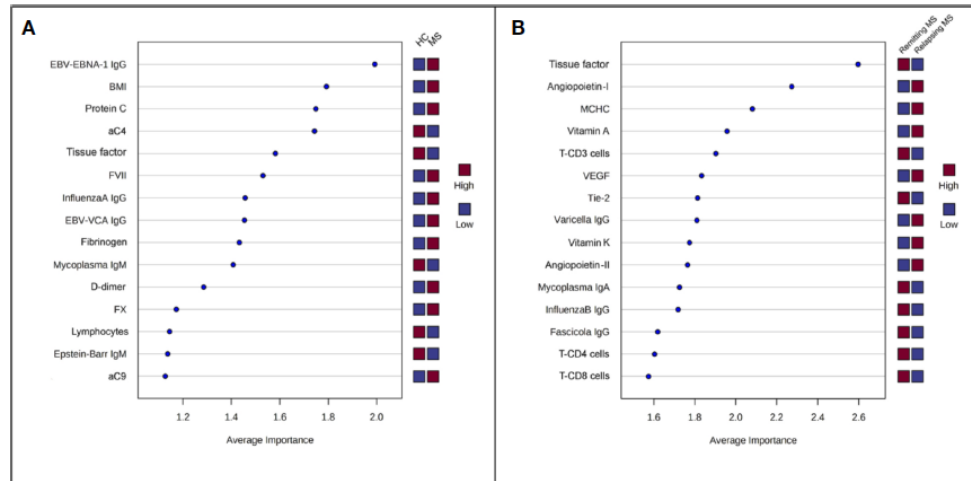 A
HC
MS
EBV-EBNA-1 IgG
BMI
Protein C
aC4
Tissue factor
FVII
InfluenzaA IgG
EBV-VCA IgG
Fibrinogen
Mycoplasma IgM
D-dimer
FX
Lymphocytes
Epstein-Barr IgM
aC9
High
Low
1.2 1.4 1.6 1.8 2.0
Average Importance
B
Remitting MS
Relapsing MS
Tissue factor
Angiopoietin-I
MCHC
Vitamin A
T-CD3 cells
VEGF
Tie-2
Varicella IgG
Vitamin K
Angiopoietin-II
Mycoplasma IgA
InfluenzaB IgG
Fascicola IgG
T-CD4 cells
T-CD8 cells
High
Low
1.6 1.8 2.0 2.2 2.4 2.6
Average Importance